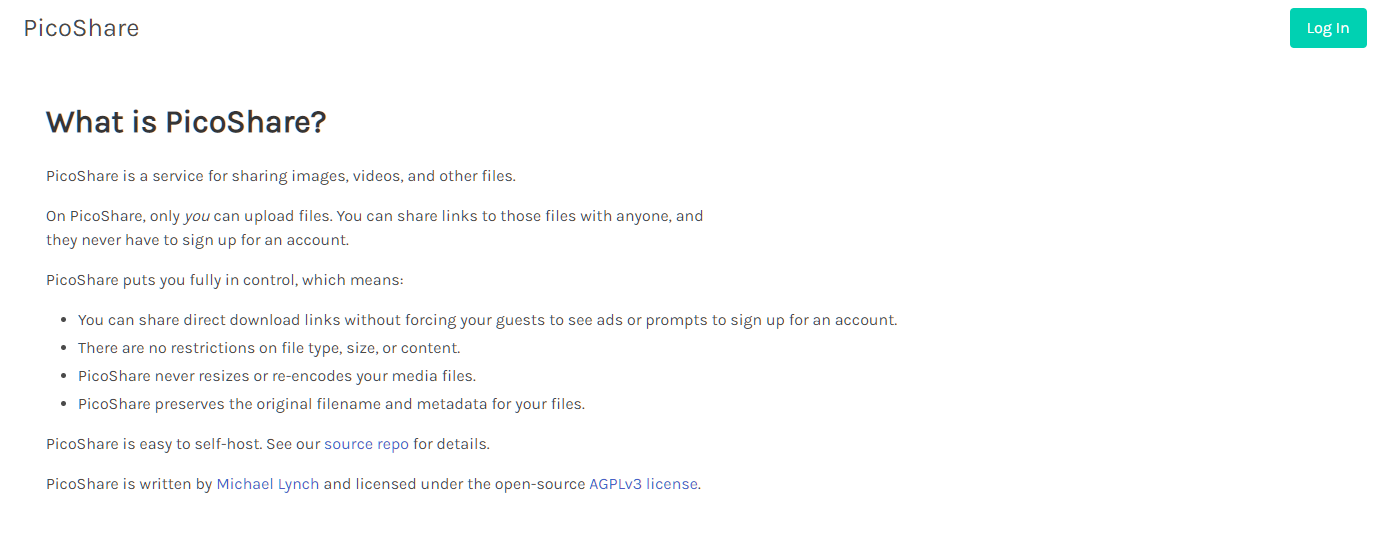 PicoShare
Log In
What is PicoShare?
PicoShare is a service for sharing images, videos, and other files.
On PicoShare, only you can upload files. You can share links to those files with anyone, and
they never have to sign up for an account.
PicoShare puts you fully in control, which means:
• You can share direct download links without forcing your guests to see ads or prompts to sign up for an account.
• There are no restrictions on file type, size, or content.
• PicoShare never resizes or re-encodes your media files.
• PicoShare preserves the original filename and metadata for your files.
PicoShare is easy to self-host. See our source repo for details.
PicoShare is written by Michael Lynch and licensed under the open-source AGPLv3 license.